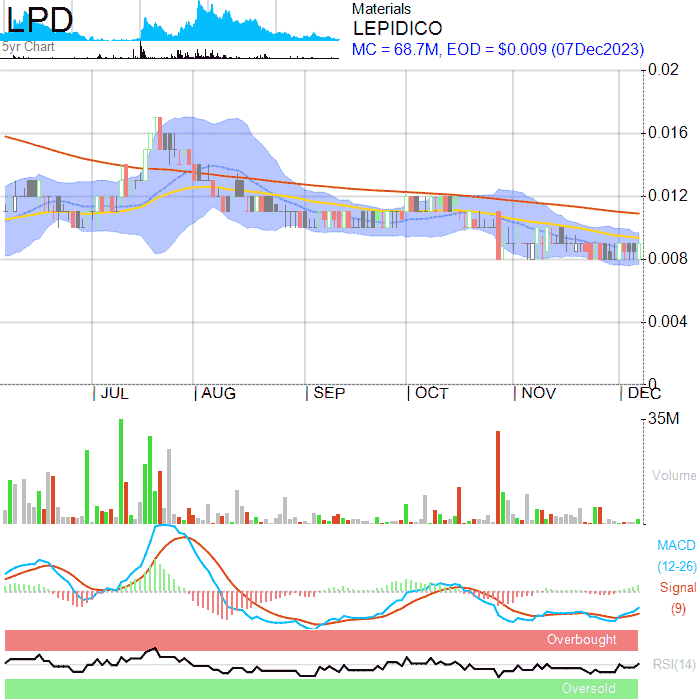 LPD
5yr Chart
Materials
LEPIDICO
MC = 68.7M, EOD = $0.009 (07Dec2023)
0.02
0.016
0.012
0.008
0.004
0
JUL AUG SEP OCT NOV DEC
35M
Volume
MACD
(12-26)
Signal
(9)
Overbought
RSI(14)
Oversold